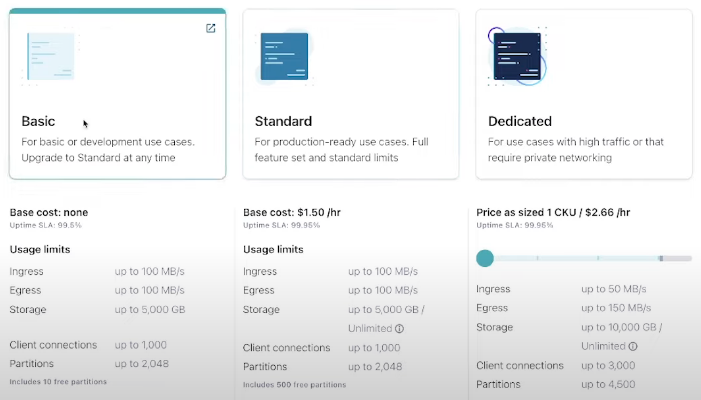 Basic
For basic or development use cases.
Upgrade to Standard at any time
Standard
For production-ready use cases. Full
feature set and standard limits
Dedicated
For use cases with high traffic or that
require private networking
Base cost: none
Uptime SLA: 99.5%
Usage limits
Ingress up to 100 MB/s
Egress up to 100 MB/s
Storage up to 5,000 GB
Client connections up to 1,000
Partitions up to 2,048
Includes 10 free partitions
Base cost: $1.50 /hr
Uptime SLA: 99.95%
Usage limits
Ingress up to 100 MB/s
Egress up to 100 MB/s
Storage up to 5,000 GB /
Unlimited
Client connections up to 1,000
Partitions up to 2,048
Includes 500 free partitions
Price as sized 1 CKU / $2.66 /hr
Uptime SLA: 99.95%
Ingress up to 50 MB/s
Egress up to 150 MB/s
Storage up to 10,000 GB /
Unlimited
Client connections up to 3,000
Partitions up to 4,500